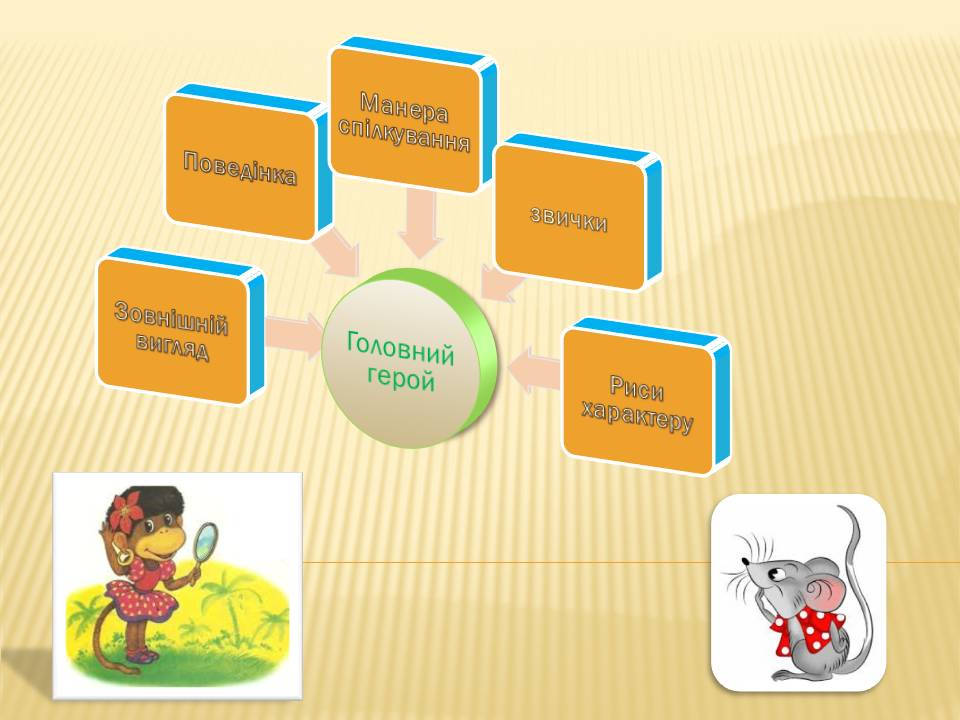 Манера
спілкування
Поведінка
звички
Зовнішній
вигляд
Головний
герой
Риси
характеру